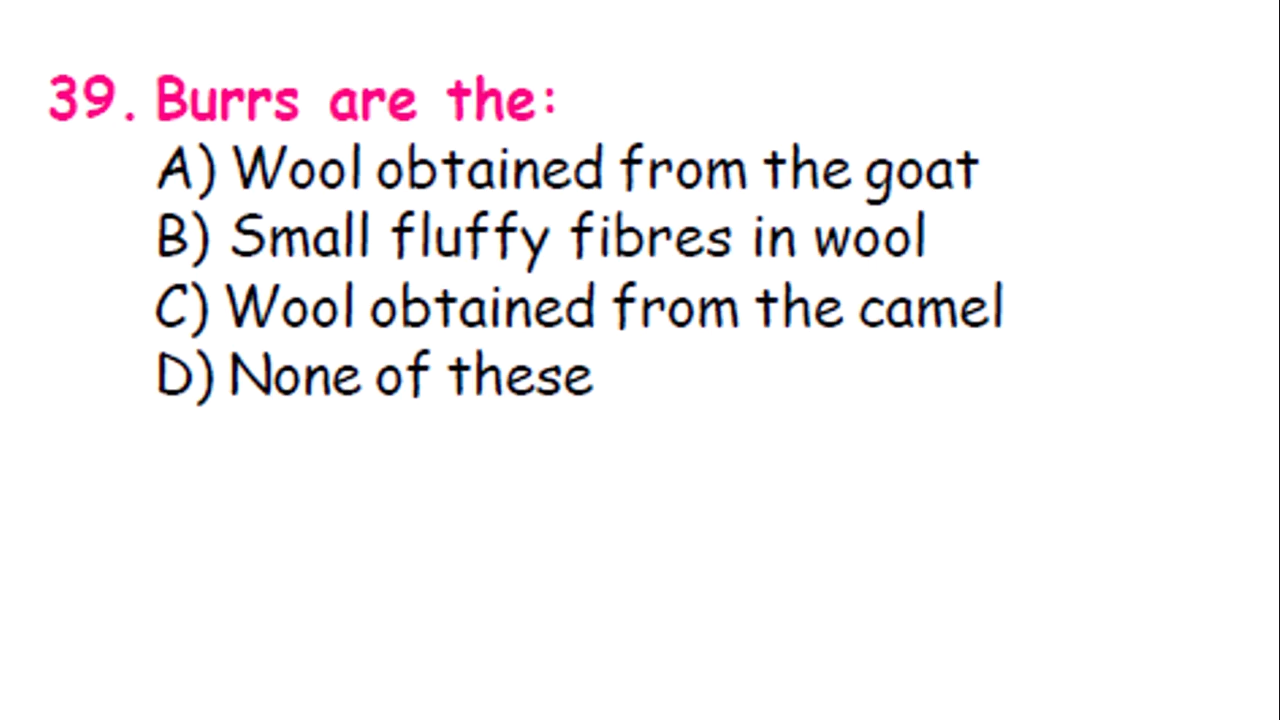 39. Burrs are the:
A) Wool obtained from the goat
B) Small fluffy fibres in wool
C) Wool obtained from the camel
D) None of these